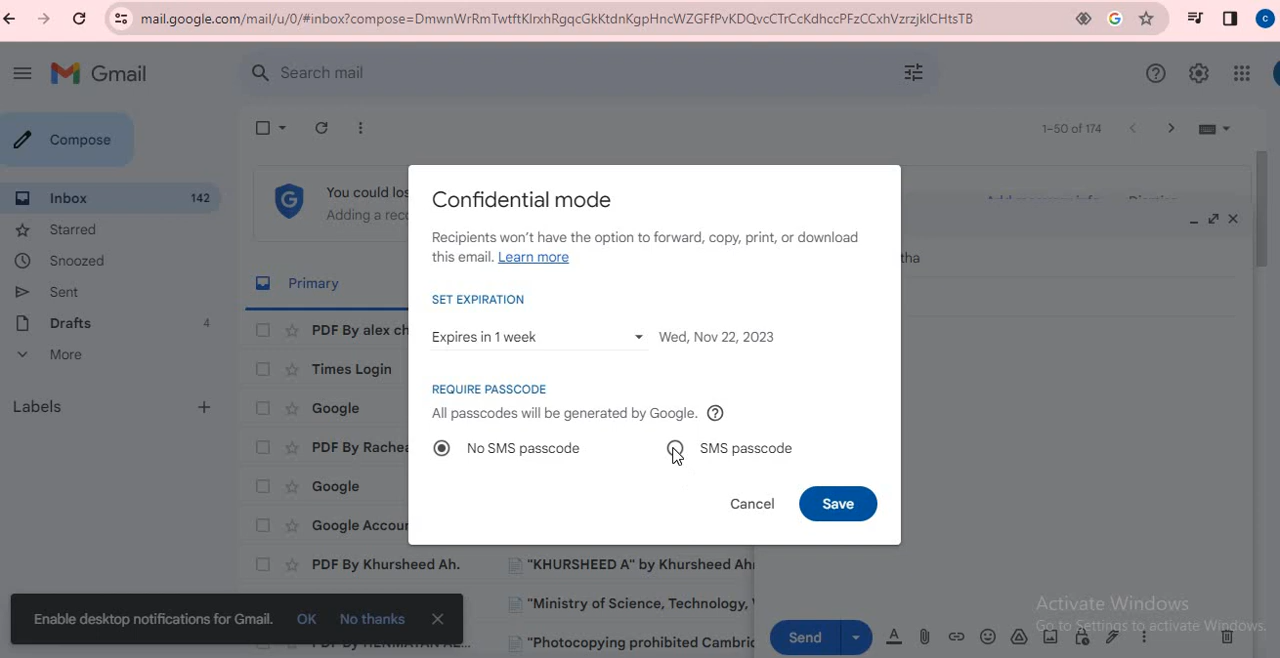 mail.google.com/mail/u/0/#inbox?compose=DmwnWrRmTwtftKlrxhRgqcGkKtdnKgpHncWZGFfPvKDQvcCTrCcKdhccPFzCCxhVzrzjklCHtsTB
Gmail
Search mail
Compose
1–50 of 174
Inbox 142
Starred
Snoozed
Sent
Drafts 4
More
Labels
You could los
Adding a reco
Primary
Confidential mode
Recipients won't have the option to forward, copy, print, or download
this email. Learn more
SET EXPIRATION
Expires in 1 week Wed, Nov 22, 2023
REQUIRE PASSCODE
All passcodes will be generated by Google.
No SMS passcode SMS passcode
Cancel Save
tha
PDF By alex ch
Times Login
Google
PDF By Rachea
Google
Google Accour
PDF By Khursheed Ah. "KHURSHEED A" by Khursheed Ah
"Ministry of Science, Technology,
"Photocopying prohibited Cambric
Enable desktop notifications for Gmail. OK No thanks
Send
Activate Windows
Go to Settings to activate Windows.